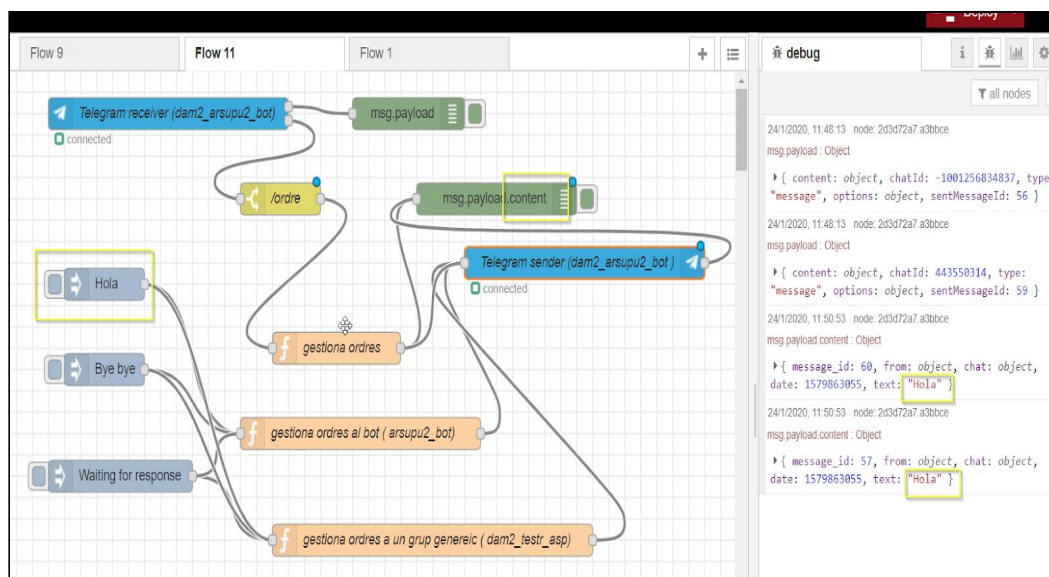 Deploy
Flow 9
Flow 11
Flow 1
+
debug
i
all nodes
Telegram receiver (dam2_arsupu2_bot)
connected
msg.payload
/ordre
msg.payload.content
Telegram sender (dam2_arsupu2_bot )
connected
Hola
gestiona ordres
Bye bye
gestiona ordres al bot ( arsupu2_bot)
Waiting for response
gestiona ordres a un grup genereic ( dam2_testr_asp)
24/1/2020, 11:48:13 node: 2d3d72a7.a3bbce
msg.payload : Object
{ content: object, chatId: -1001256834837, type
"message", options: object, sentMessageId: 56 }
24/1/2020, 11:48:13 node: 2d3d72a7.a3bbce
msg.payload : Object
{ content: object, chatId: 443550314, type:
"message", options: object, sentMessageId: 59 }
24/1/2020, 11:50:53 node: 2d3d72a7.a3bbce
msg.payload.content : Object
{ message_id: 60, from: object, chat: object,
date: 1579863055, text: "Hola" }
24/1/2020, 11:50:53 node: 2d3d72a7.a3bbce
msg.payload.content : Object
{ message_id: 57, from: object, chat: object,
date: 1579863055, text: "Hola" }